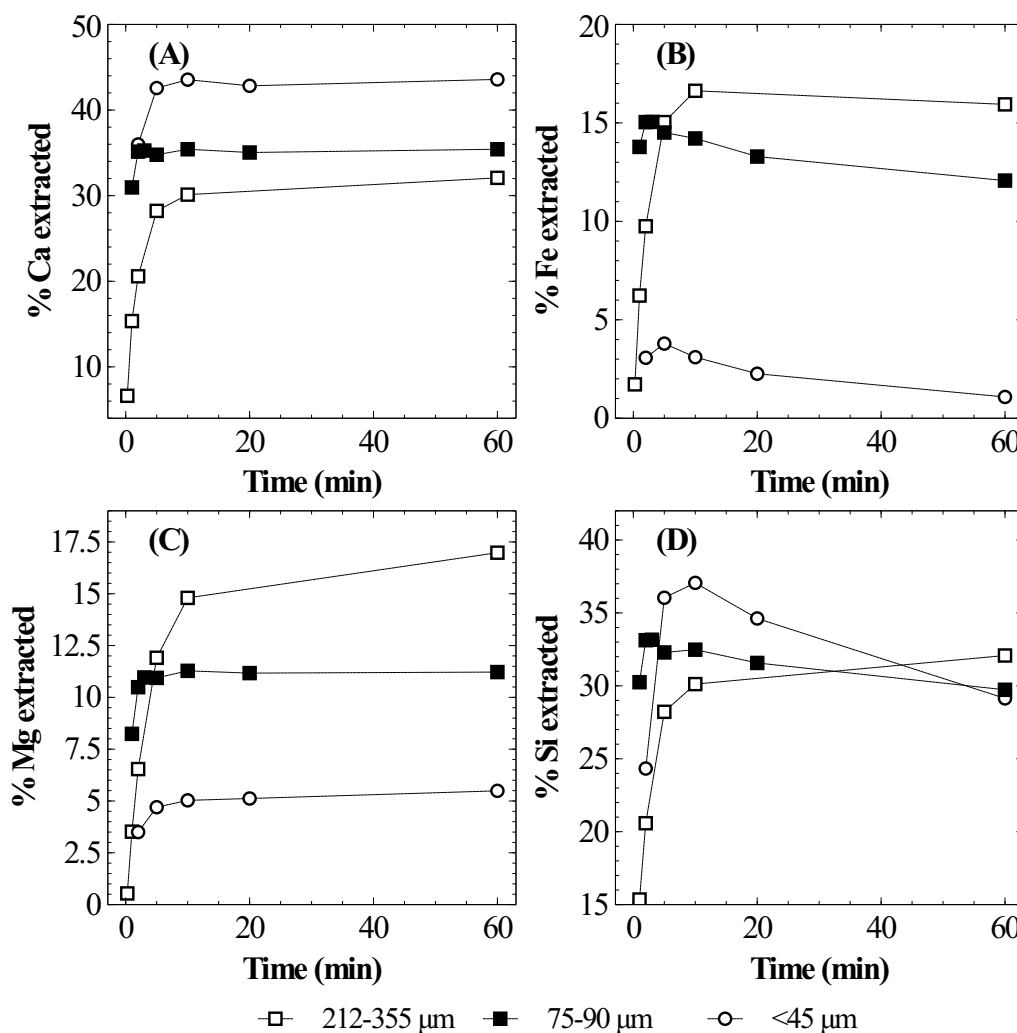 (A)
% Ca extracted
50
40
30
20
10
0 20 40 60
Time (min)
(B)
% Fe extracted
20
15
10
5
0
0 20 40 60
Time (min)
(C)
% Mg extracted
17.5
15
12.5
10
7.5
5
2.5
0
0 20 40 60
Time (min)
(D)
% Si extracted
40
35
30
25
20
15
0 20 40 60
Time (min)
212-355 μm 75-90 μm <45 μm